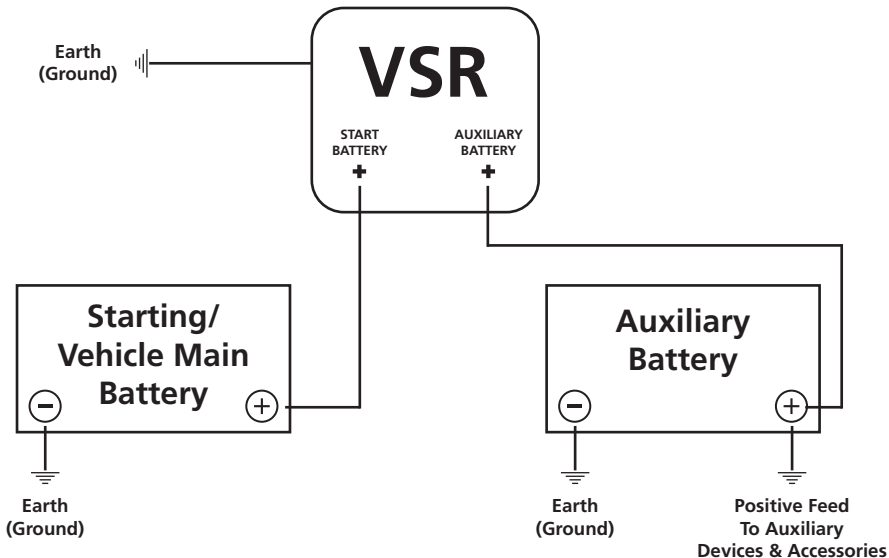 Earth
(Ground)
VSR
START
BATTERY
+
AUXILIARY
BATTERY
+
Starting/
Vehicle Main
Battery
−
+
Earth
(Ground)
Auxiliary
Battery
−
+
Earth
(Ground)
Positive Feed
To Auxiliary
Devices & Accessories